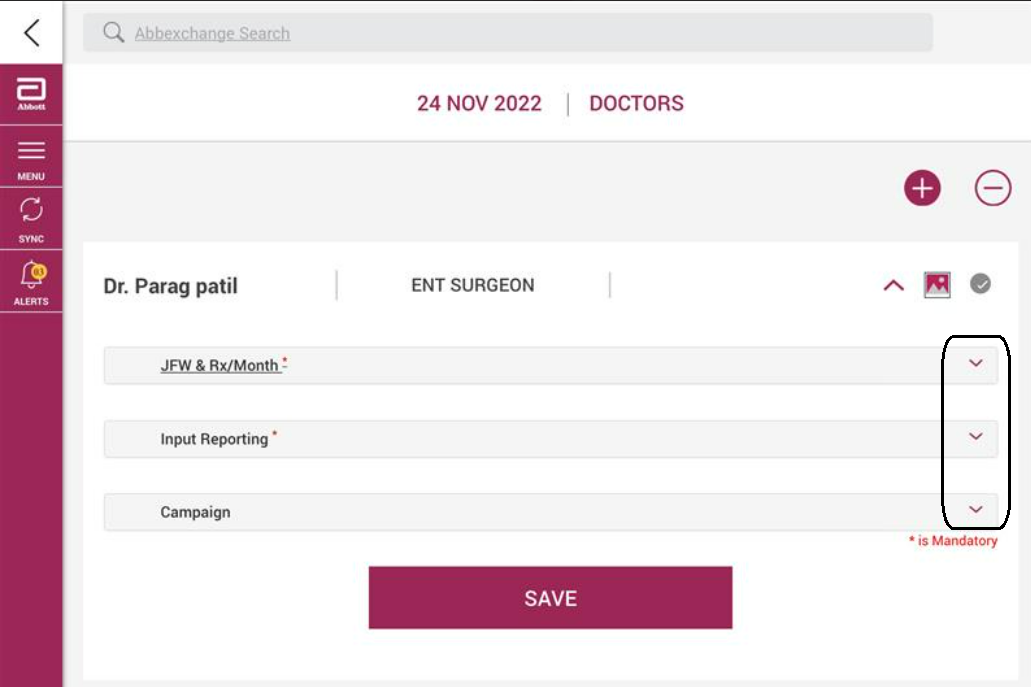 Abbexchange Search
Abbott
24 NOV 2022 | DOCTORS
MENU
SYNC
03
ALERTS
Dr. Parag patil | ENT SURGEON |
JFW & Rx/Month *
Input Reporting *
Campaign
* is Mandatory
SAVE